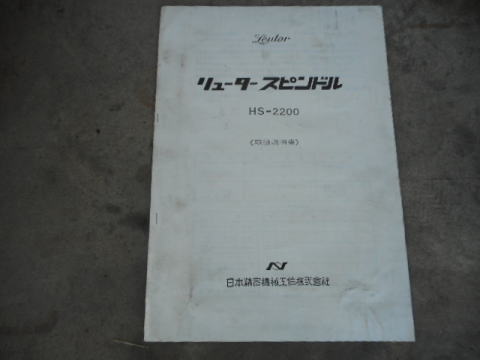 Leutor
リューター スピンドル
HS-2200
(取扱説明書)
N
日本精密機械工作株式会社